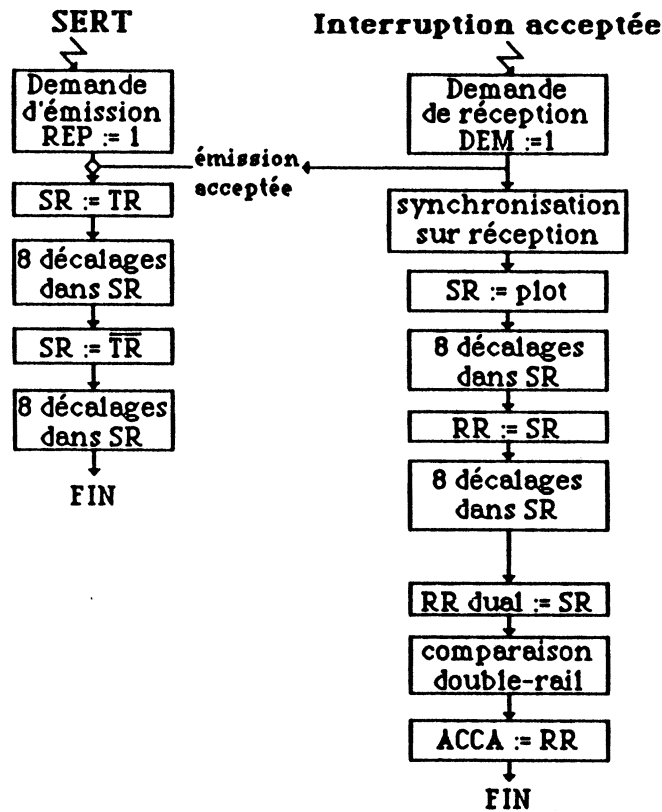 SERT
Demande
d'émission
REP := 1
émission
acceptée
SR := TR
8 décalages
dans SR
SR := T̅R̅
8 décalages
dans SR
FIN
Interruption acceptée
Demande
de réception
DEM :=1
synchronisation
sur réception
SR := plot
8 décalages
dans SR
RR := SR
8 décalages
dans SR
RR dual := SR
comparaison
double-rail
ACCA := RR
FIN